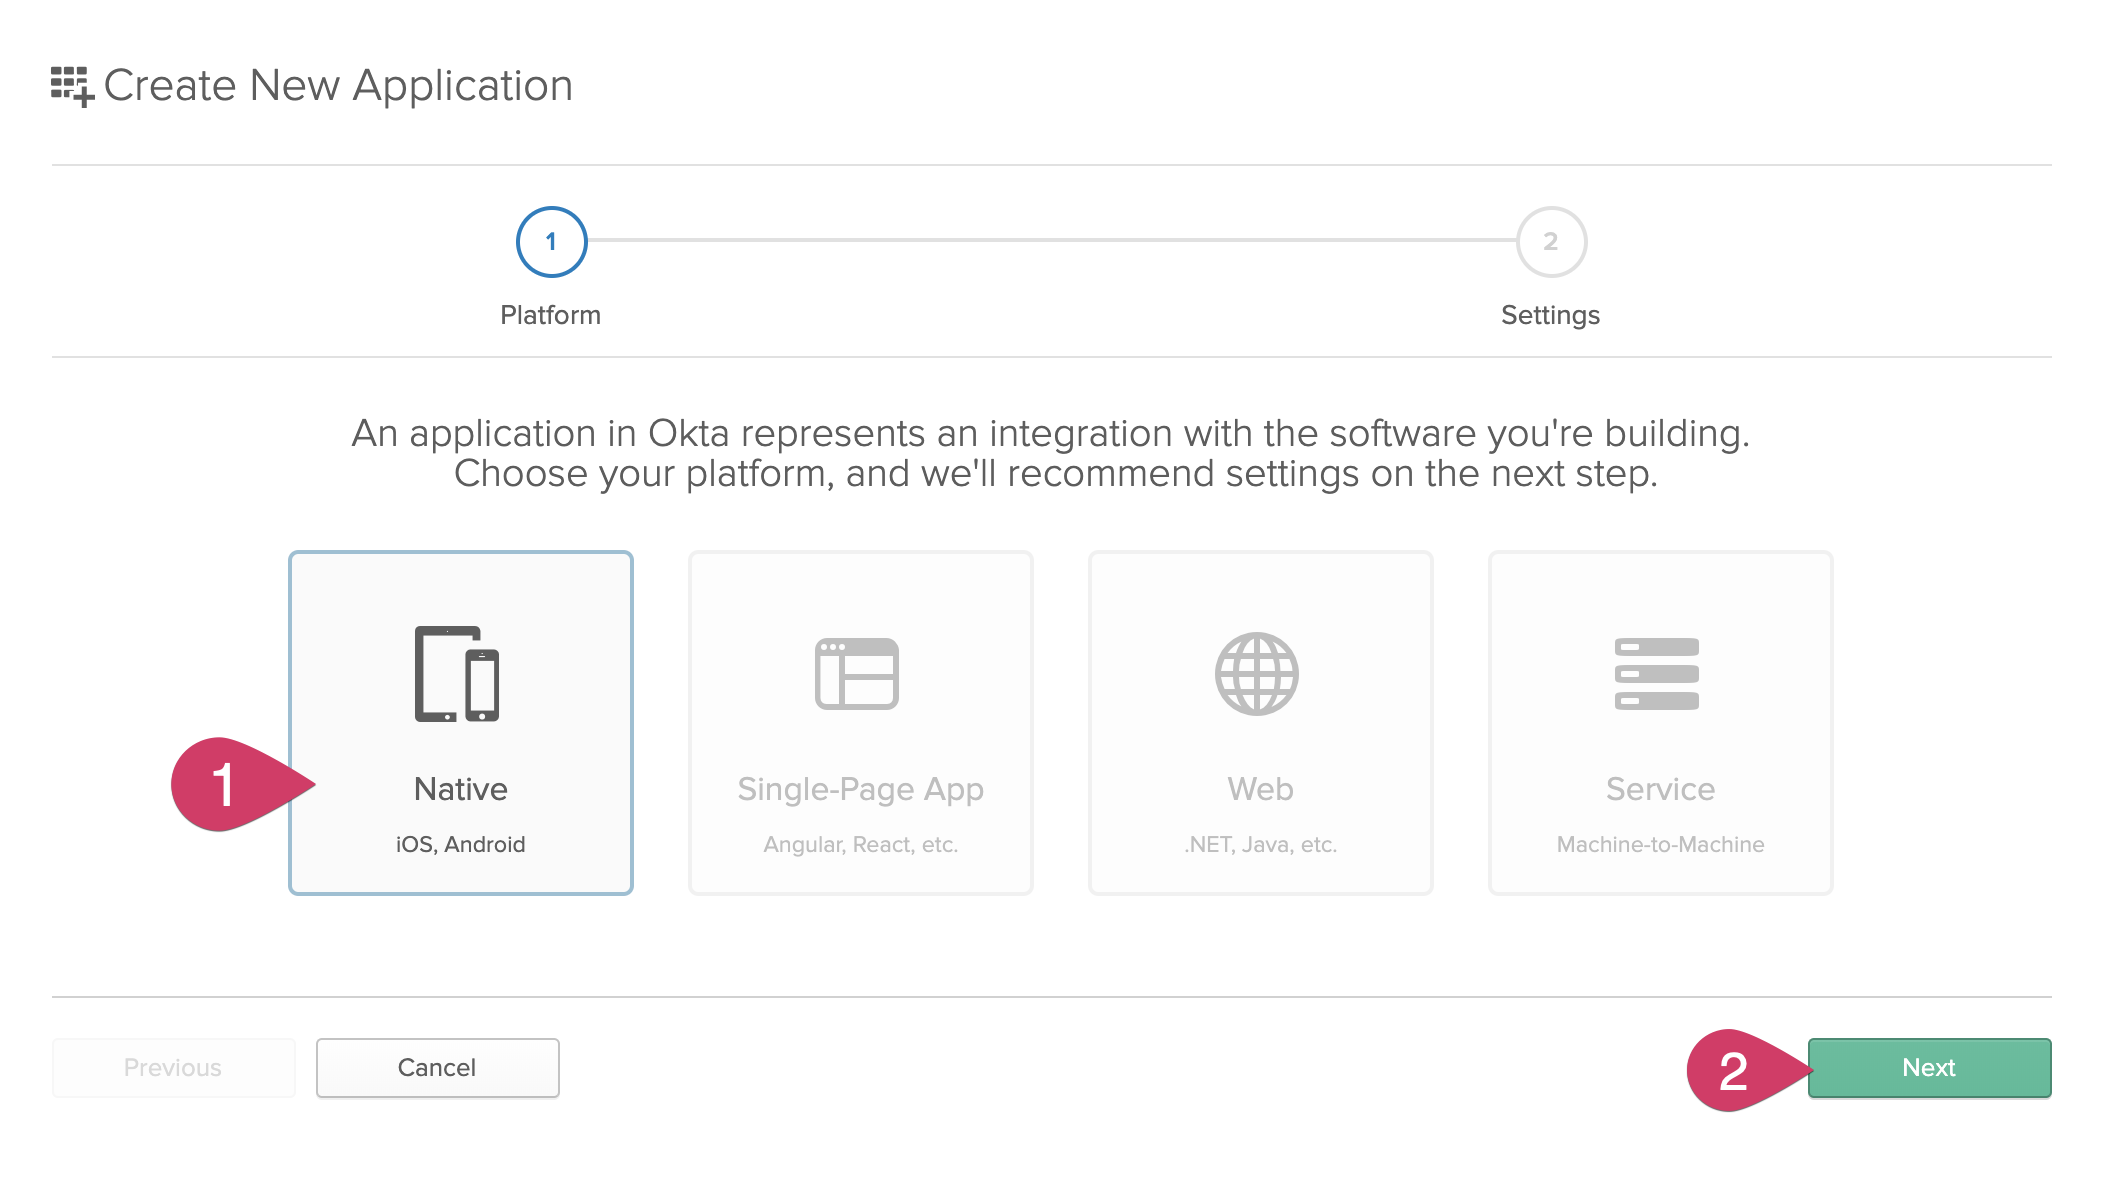 Create New Application
1
2
Platform
Settings
An application in Okta represents an integration with the software you're building.
Choose your platform, and we'll recommend settings on the next step.
1
Native
iOS, Android
Single-Page App
Angular, React, etc.
Web
.NET, Java, etc.
Service
Machine-to-Machine
Previous
Cancel
2
Next